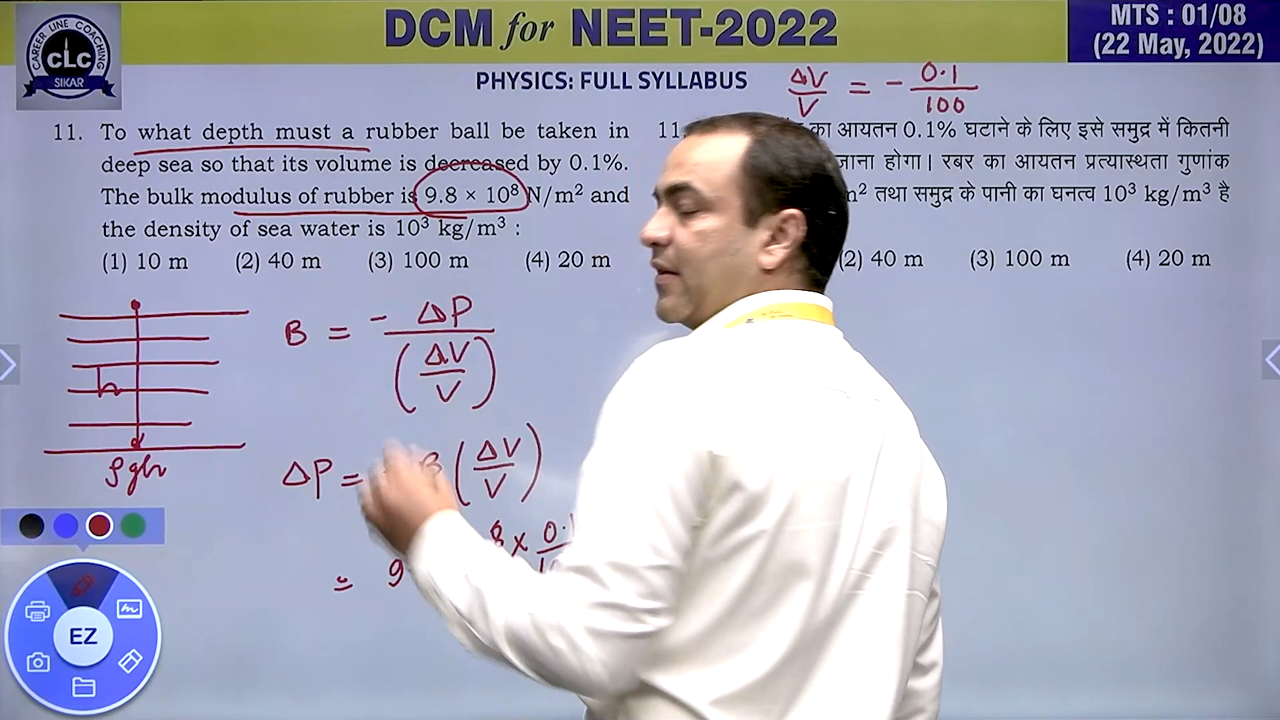 CAREER LINE COACHING
CLC
SIKAR
DCM for NEET-2022
MTS : 01/08
(22 May, 2022)
PHYSICS: FULL SYLLABUS
ΔV/V = - 0.1/100
11. To what depth must a rubber ball be taken in
deep sea so that its volume is decreased by 0.1%.
The bulk modulus of rubber is 9.8 × 10⁸ N/m² and
the density of sea water is 10³ kg/m³ :
(1) 10 m (2) 40 m (3) 100 m (4) 20 m
11. का आयतन 0.1% घटाने के लिए इसे समुद्र में कितनी
जाना होगा। रबर का आयतन प्रत्यास्थता गुणांक
m² तथा समुद्र के पानी का घनत्व 10³ kg/m³ है
(2) 40 m (3) 100 m (4) 20 m
B = - ΔP/(ΔV/V)
h
ρgh
ΔP = B (ΔV/V)
= 9 8 × 0.
EZ